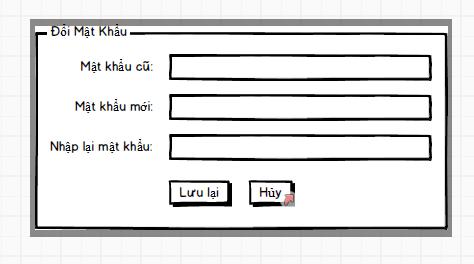 Đổi Mật Khẩu
Mật khẩu cũ:
Mật khẩu mới:
Nhập lại mật khẩu:
Lưu lại
Hủy